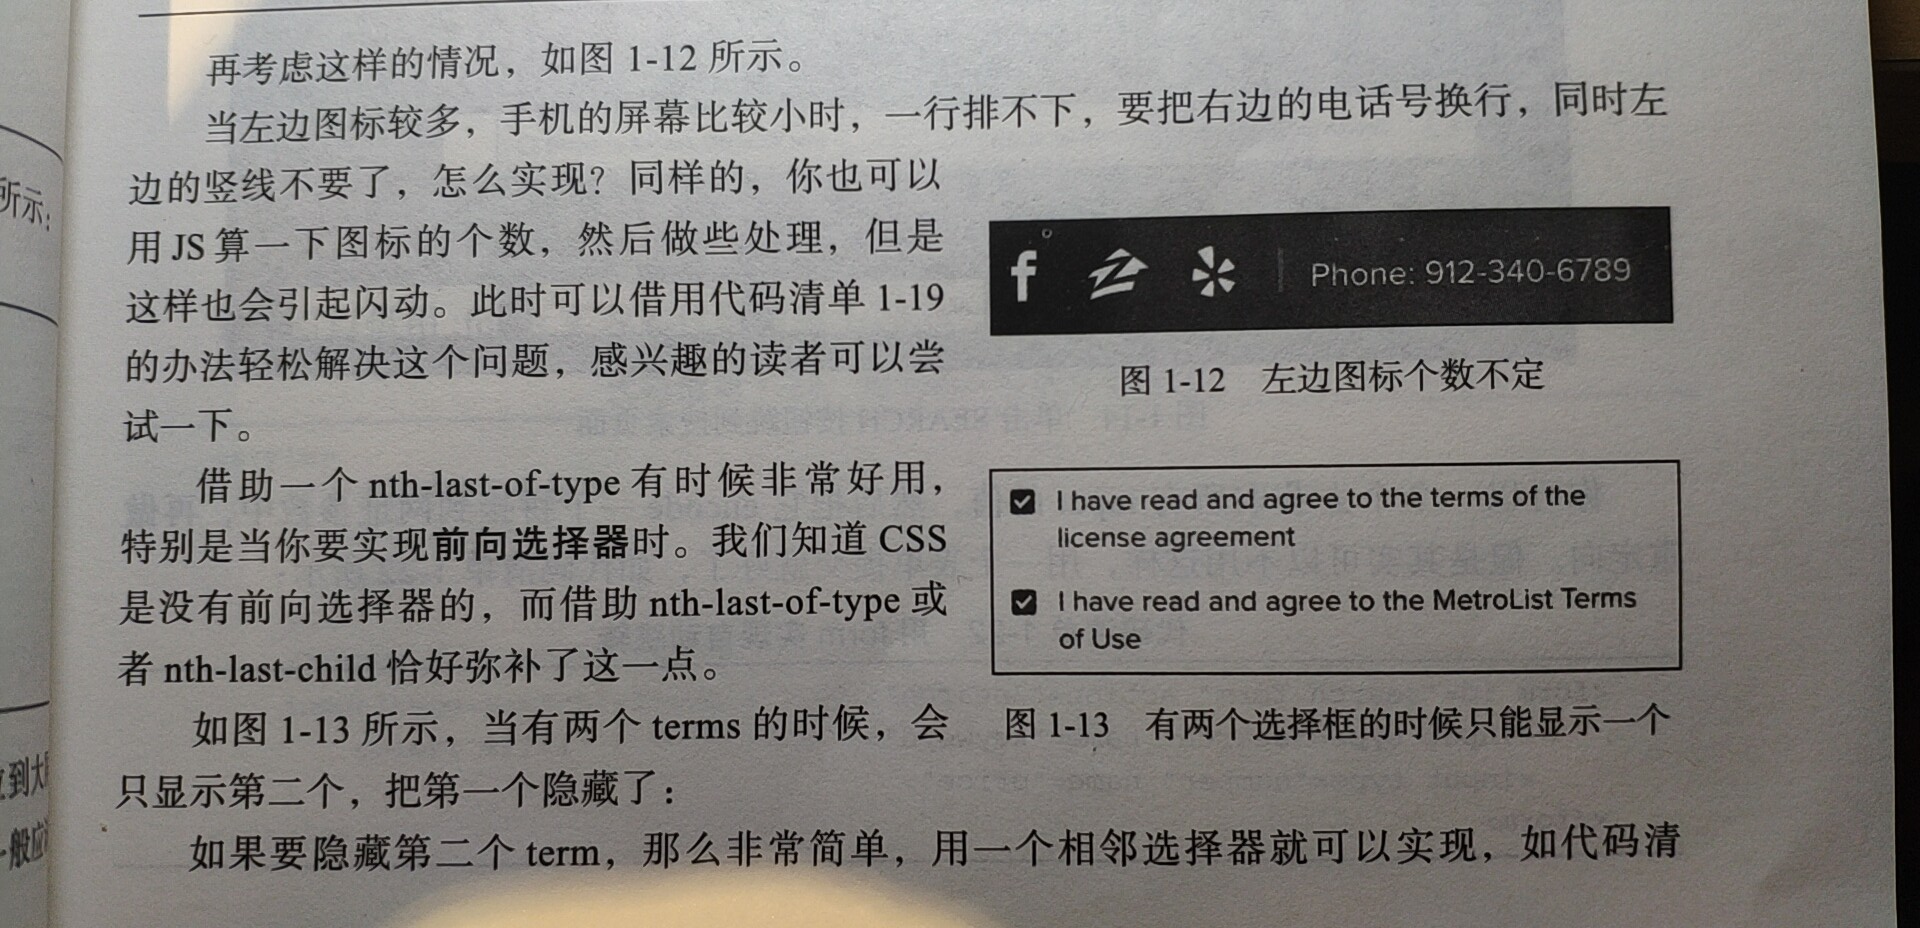 再考虑这样的情况，如图 1-12 所示。
当左边图标较多，手机的屏幕比较小时，一行排不下，要把右边的电话号换行，同时左
边的竖线不要了，怎么实现？同样的，你也可以
用 JS 算一下图标的个数，然后做些处理，但是
这样也会引起闪动。此时可以借用代码清单 1-19
的办法轻松解决这个问题，感兴趣的读者可以尝
试一下。
f Phone: 912-340-6789
图 1-12 左边图标个数不定
借助一个 nth-last-of-type 有时候非常好用，
特别是当你要实现前向选择器时。我们知道 CSS
是没有前向选择器的，而借助 nth-last-of-type 或
者 nth-last-child 恰好弥补了这一点。
I have read and agree to the terms of the
license agreement
I have read and agree to the MetroList Terms
of Use
图 1-13 有两个选择框的时候只能显示一个
如图 1-13 所示，当有两个 terms 的时候，会
只显示第二个，把第一个隐藏了：
如果要隐藏第二个 term，那么非常简单，用一个相邻选择器就可以实现，如代码清
所示：